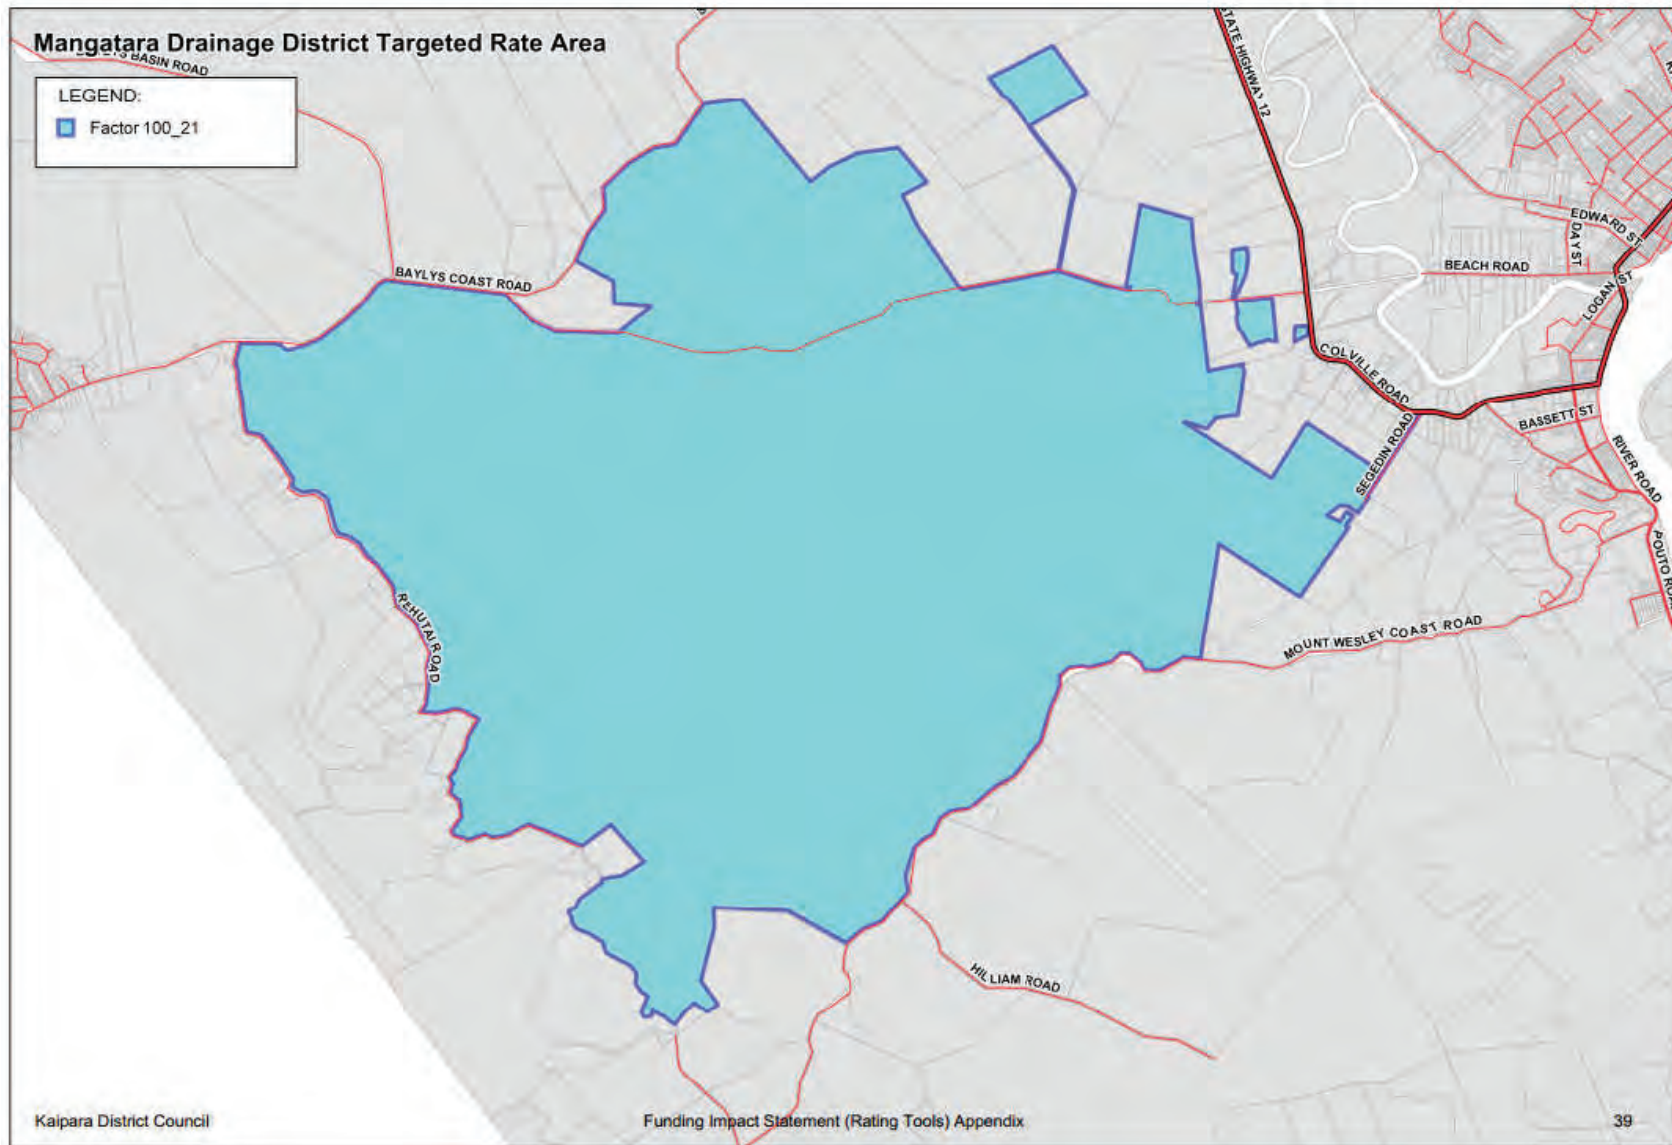 Mangatara Drainage District Targeted Rate Area
BASIN ROAD
LEGEND:
Factor 100_21
STATE HIGHWAY 12
EDWARD ST
DAY ST
BEACH ROAD
LOGAN ST
BAYLYS COAST ROAD
COLVILLE ROAD
BASSETT ST
SEGEDIN ROAD
RIVER ROAD
POUTO ROAD
REHUTAI ROAD
MOUNT WESLEY COAST ROAD
HILLIAM ROAD
Kaipara District Council
Funding Impact Statement (Rating Tools) Appendix
39